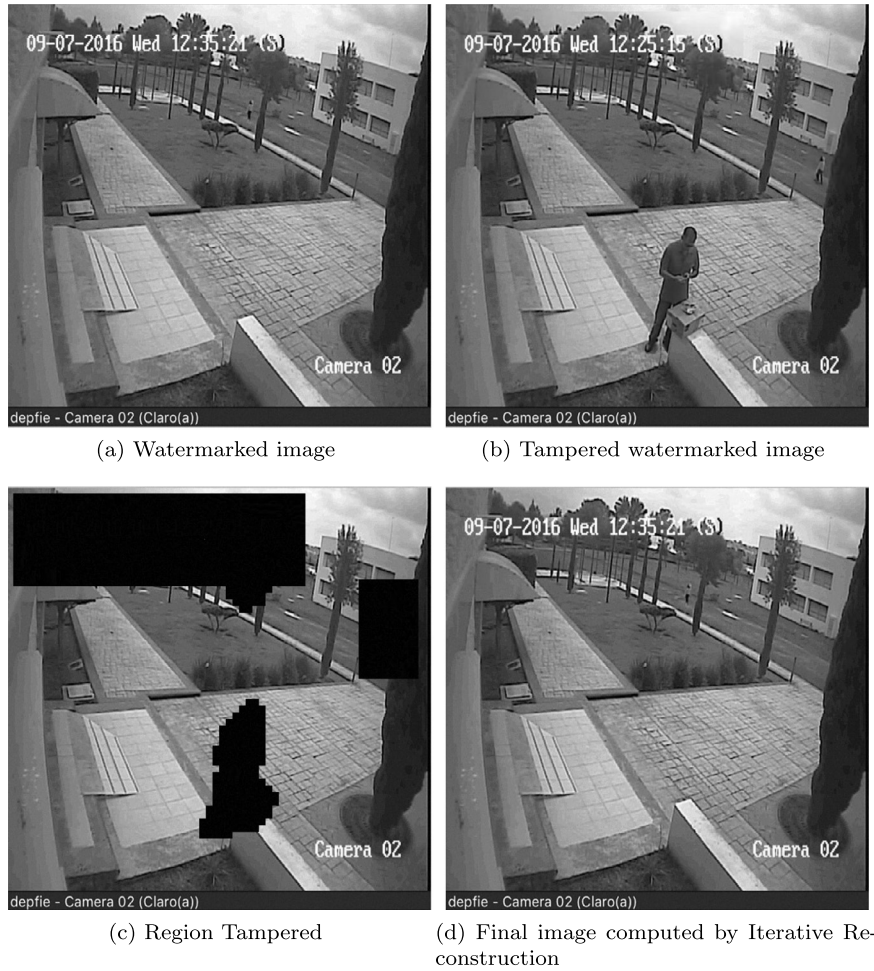 09-07-2016 Wed 12:35:21 (S)
Camera 02
depfie - Camera 02 (Claro(a))
(a) Watermarked image
09-07-2016 Wed 12:25:15 (S)
Camera 02
depfie - Camera 02 (Claro(a))
(b) Tampered watermarked image
Camera 02
depfie - Camera 02 (Claro(a))
(c) Region Tampered
09-07-2016 Wed 12:35:21 (S)
Camera 02
depfie - Camera 02 (Claro(a))
(d) Final image computed by Iterative Re-
construction